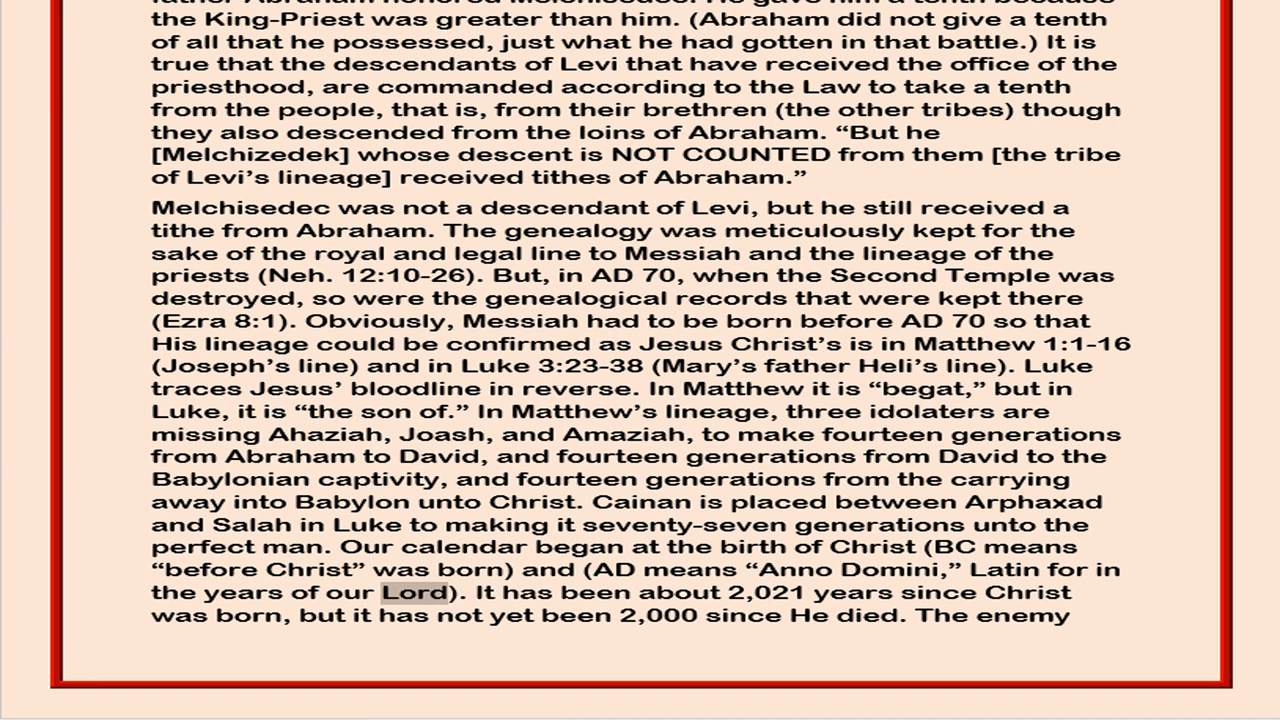 father Abraham honored Melchisedec. He gave him a tenth because
the King-Priest was greater than him. (Abraham did not give a tenth
of all that he possessed, just what he had gotten in that battle.) It is
true that the descendants of Levi that have received the office of the
priesthood, are commanded according to the Law to take a tenth
from the people, that is, from their brethren (the other tribes) though
they also descended from the loins of Abraham. “But he
[Melchizedek] whose descent is NOT COUNTED from them [the tribe
of Levi’s lineage] received tithes of Abraham.”
Melchisedec was not a descendant of Levi, but he still received a
tithe from Abraham. The genealogy was meticulously kept for the
sake of the royal and legal line to Messiah and the lineage of the
priests (Neh. 12:10-26). But, in AD 70, when the Second Temple was
destroyed, so were the genealogical records that were kept there
(Ezra 8:1). Obviously, Messiah had to be born before AD 70 so that
His lineage could be confirmed as Jesus Christ’s is in Matthew 1:1-16
(Joseph’s line) and in Luke 3:23-38 (Mary’s father Heli’s line). Luke
traces Jesus’ bloodline in reverse. In Matthew it is “begat,” but in
Luke, it is “the son of.” In Matthew’s lineage, three idolaters are
missing Ahaziah, Joash, and Amaziah, to make fourteen generations
from Abraham to David, and fourteen generations from David to the
Babylonian captivity, and fourteen generations from the carrying
away into Babylon unto Christ. Cainan is placed between Arphaxad
and Salah in Luke to making it seventy-seven generations unto the
perfect man. Our calendar began at the birth of Christ (BC means
“before Christ” was born) and (AD means “Anno Domini,” Latin for in
the years of our Lord). It has been about 2,021 years since Christ
was born, but it has not yet been 2,000 since He died. The enemy